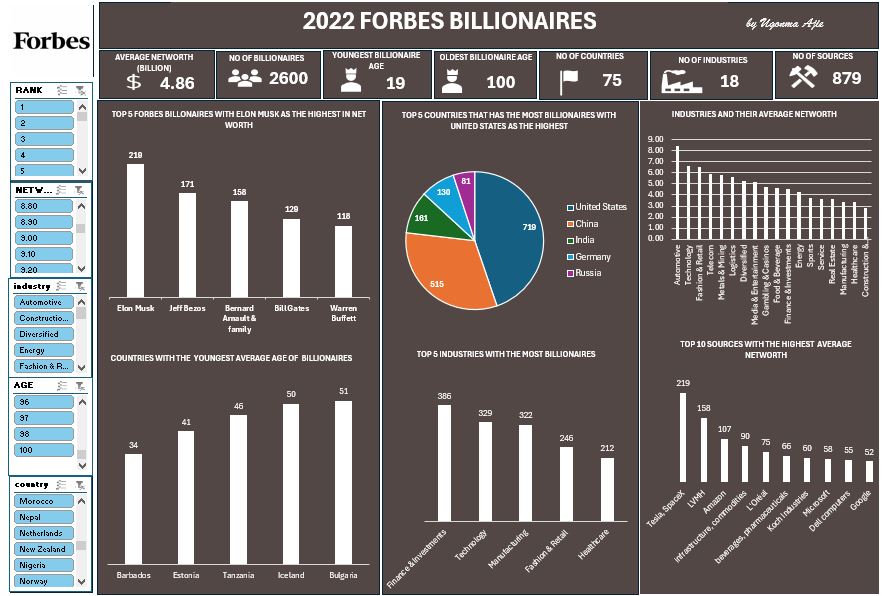 2022 FORBES BILLIONAIRES
by Ugonma Ajie
Forbes
AVERAGE NETWORTH
(BILLION)
$ 4.86
NO OF BILLIONAIRES
2600
YOUNGEST BILLIONAIRE
AGE
19
OLDEST BILLIONAIRE AGE
100
NO OF COUNTRIES
75
NO OF INDUSTRIES
18
NO OF SOURCES
879
RANK
1
2
3
4
5
NETW...
8.80
8.90
9.00
9.10
9.20
industry
Automotive
Constructio...
Diversified
Energy
Fashion & R...
AGE
96
97
98
100
country
Morocco
Nepal
Netherlands
New Zealand
Nigeria
Norway
TOP 5 FORBES BILLONAIRES WITH ELON MUSK AS THE HIGHEST IN NET
WORTH
219
171
158
129
118
Elon Musk
Jeff Bezos
Bernard
Arnault &
family
Bill Gates
Warren
Buffett
COUNTRIES WITH THE YOUNGEST AVERAGE AGE OF BILLIONAIRES
34
41
46
50
51
Barbados
Estonia
Tanzania
Iceland
Bulgaria
TOP 5 COUNTRIES THAT HAS THE MOST BILLIONAIRES WITH
UNITED STATES AS THE HIGHEST
719
515
161
130
81
United States
China
India
Germany
Russia
TOP 5 INDUSTRIES WITH THE MOST BILLIONAIRES
386
329
322
246
212
Finance & Investments
Technology
Manufacturing
Fashion & Retail
Healthcare
INDUSTRIES AND THEIR AVERAGE NETWORTH
9.00
8.00
7.00
6.00
5.00
4.00
3.00
2.00
1.00
0.00
Automotive
Technology
Fashion & Retail
Telecom
Metals & Mining
Logistics
Diversified
Media & Entertainment
Gambling & Casinos
Food & Beverage
Finance & Investments
Energy
Sports
Service
Real Estate
Manufacturing
Healthcare
Construction &
TOP 10 SOURCES WITH THE HIGHEST AVERAGE
NETWORTH
219
158
107
90
75
66
60
58
55
52
Tesla, SpaceX
LVMH
Amazon
infrastructure, commodities
L'Oréal
beverages, pharmaceuticals
Koch Industries
Microsoft
Dell computers
Google